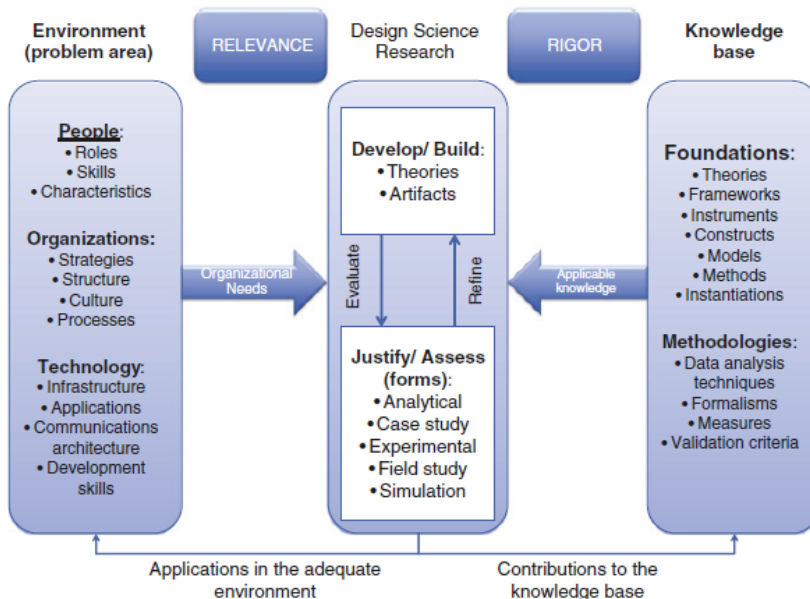 Environment
(problem area)
RELEVANCE
Design Science
Research
RIGOR
Knowledge
base
People:
• Roles
• Skills
• Characteristics
Organizations:
• Strategies
• Structure
• Culture
• Processes
Technology:
• Infrastructure
• Applications
• Communications
architecture
• Development
skills
Organizational
Needs
Develop/ Build:
• Theories
• Artifacts
Evaluate
Refine
Justify/ Assess
(forms):
• Analytical
• Case study
• Experimental
• Field study
• Simulation
Applicable
knowledge
Foundations:
• Theories
• Frameworks
• Instruments
• Constructs
• Models
• Methods
• Instantiations
Methodologies:
• Data analysis
techniques
• Formalisms
• Measures
• Validation criteria
Applications in the adequate
environment
Contributions to the
knowledge base